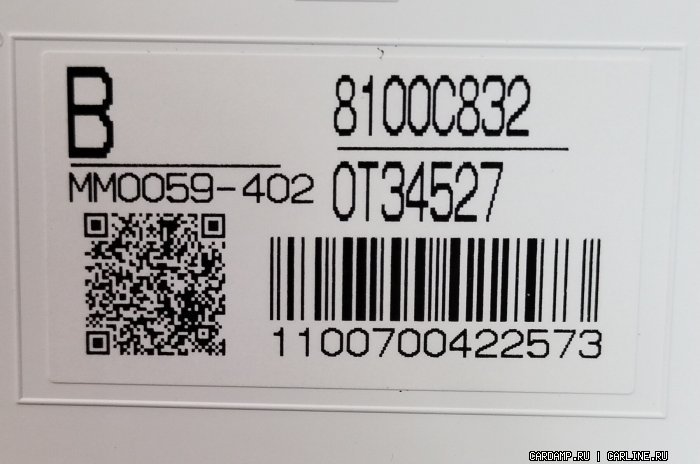 B
8100C832
MM0059-402
0T34527
1100700422573
CARDAMP.RU | CARLINE.RU